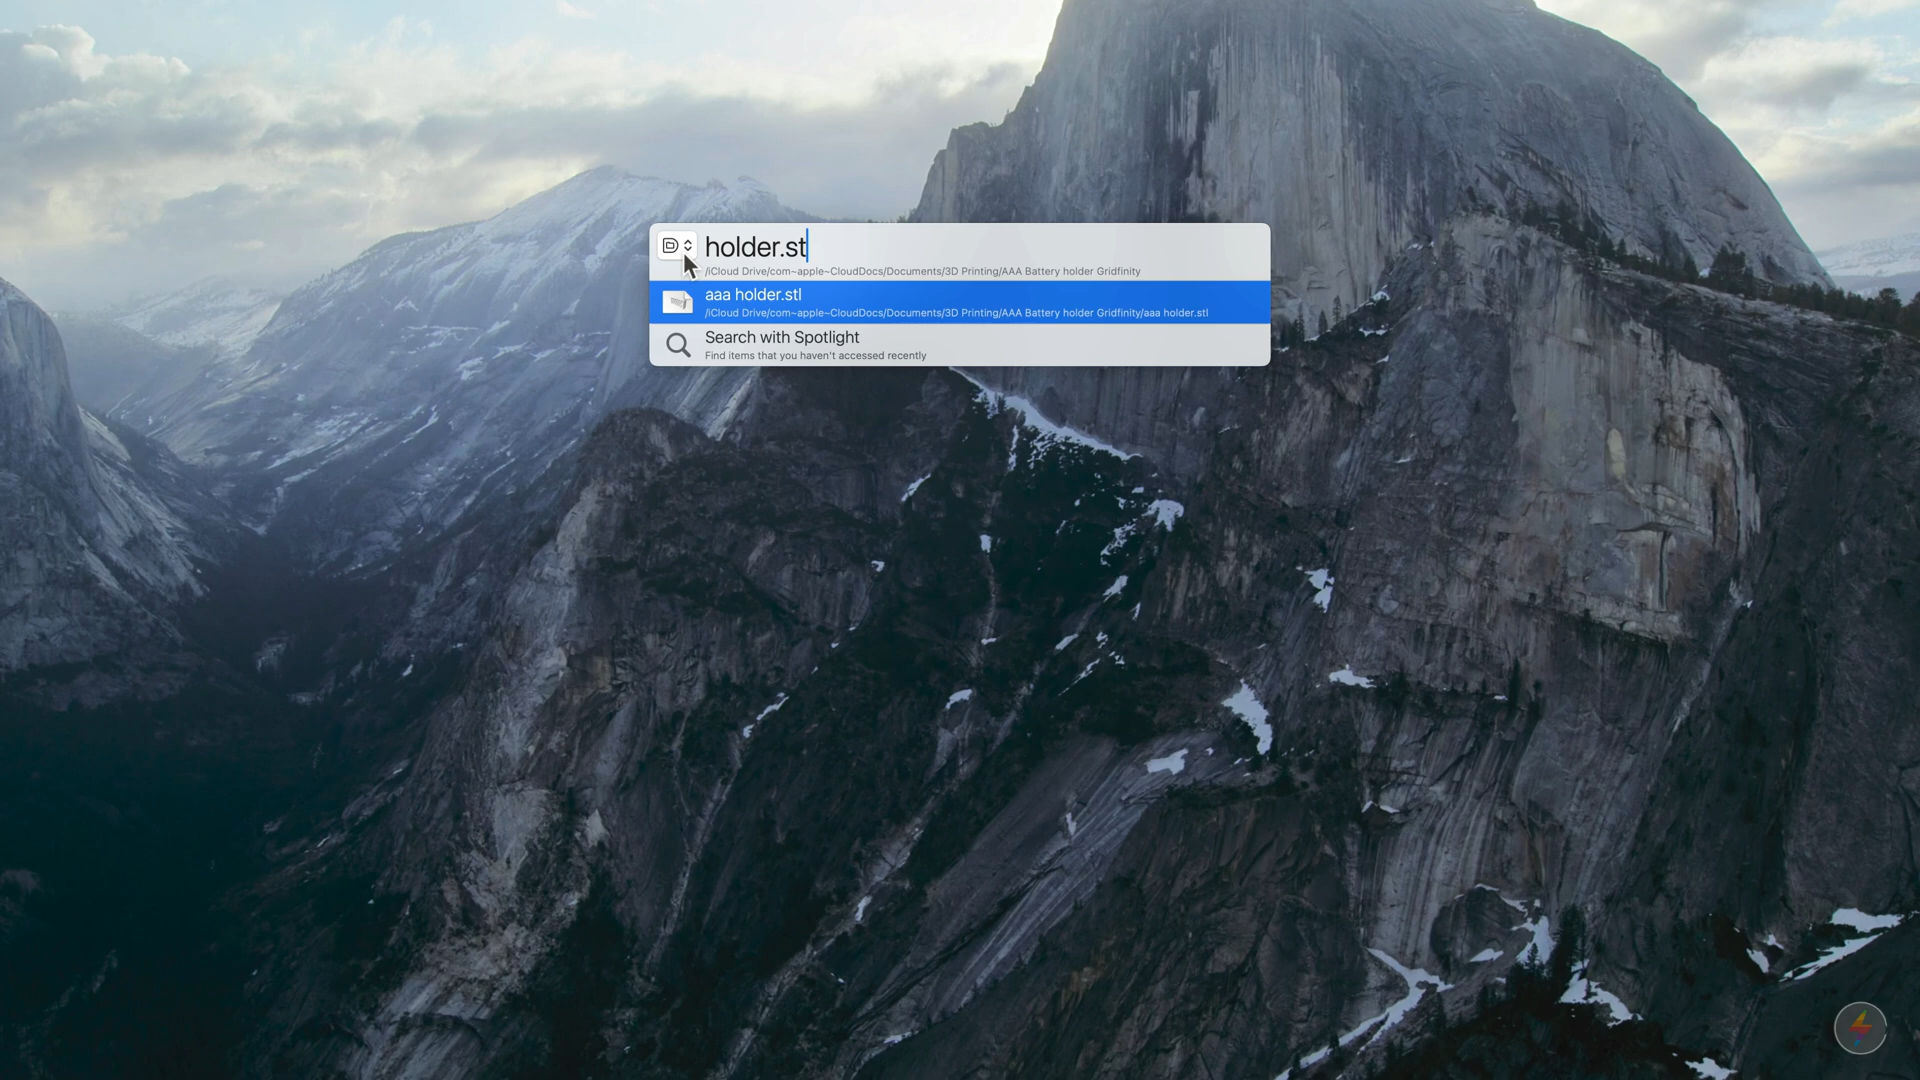 holder.st
/iCloud Drive/com~apple~CloudDocs/Documents/3D Printing/AAA Battery holder Gridfinity
aaa holder.stl
/iCloud Drive/com~apple~CloudDocs/Documents/3D Printing/AAA Battery holder Gridfinity/aaa holder.stl
Search with Spotlight
Find items that you haven't accessed recently